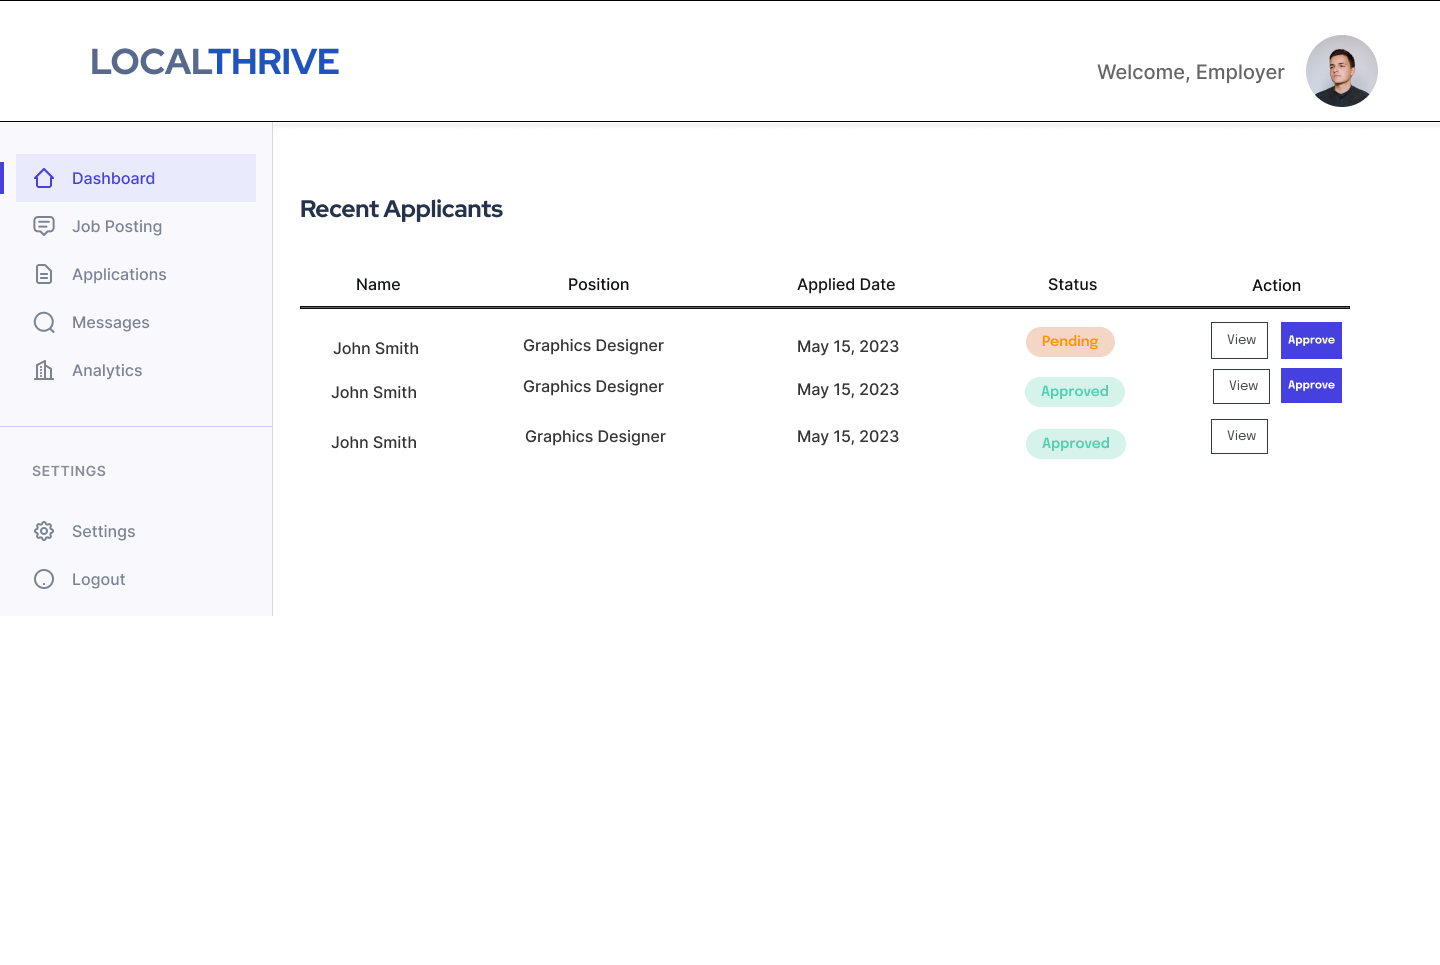 LOCALTHRIVE
Welcome, Employer
Dashboard
Job Posting
Applications
Messages
Analytics
SETTINGS
Settings
Logout
Recent Applicants
Name Position Applied Date Status Action
John Smith Graphics Designer May 15, 2023 Pending View Approve
John Smith Graphics Designer May 15, 2023 Approved View Approve
John Smith Graphics Designer May 15, 2023 Approved View